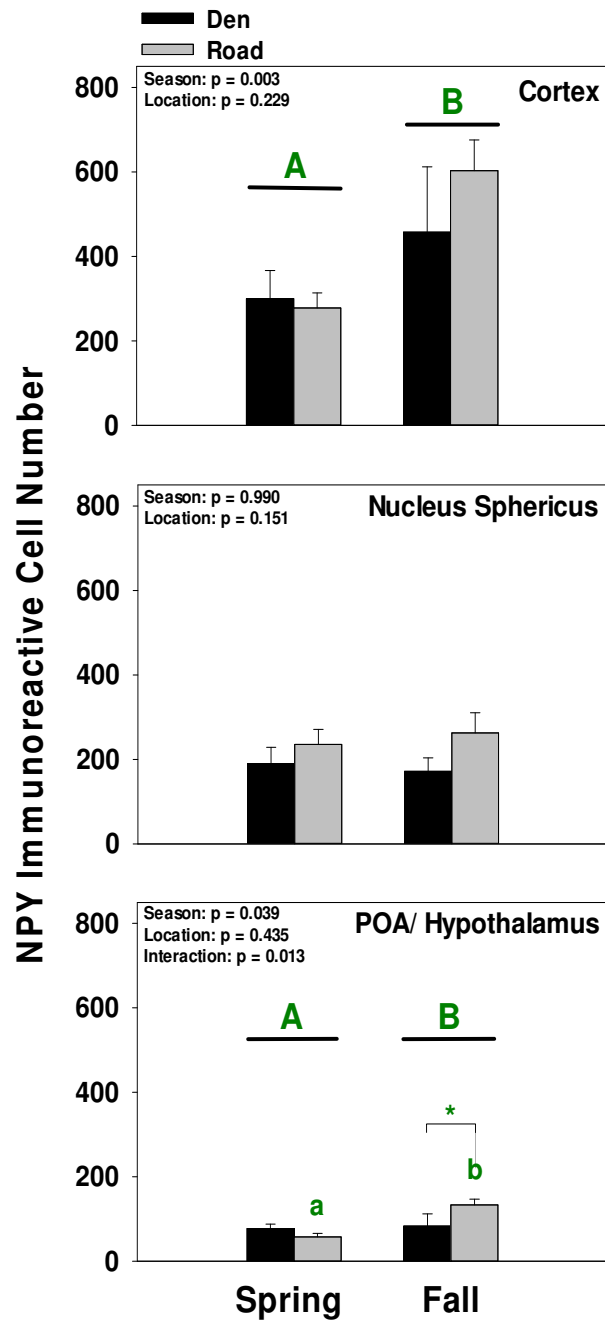 Den
Road
NPY Immunoreactive Cell Number
Season: p = 0.003
Location: p = 0.229
Cortex
800
600
400
200
0
A
B
Season: p = 0.990
Location: p = 0.151
Nucleus Sphericus
800
600
400
200
0
Season: p = 0.039
Location: p = 0.435
Interaction: p = 0.013
POA/ Hypothalamus
800
600
400
200
0
A
B
*
a
b
Spring Fall